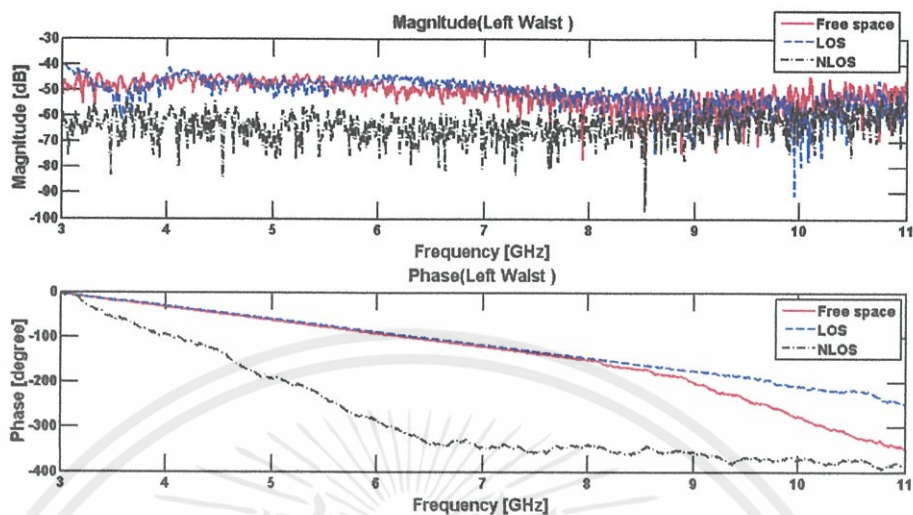 Magnitude(Left Waist )
Magnitude [dB]
-30
-40
-50
-60
-70
-80
-90
-100
3
4
5
6
7
8
9
10
11
Frequency [GHz]
Free space
LOS
NLOS
Phase(Left Waist )
Phase [degree]
0
-100
-200
-300
-400
3
4
5
6
7
8
9
10
11
Frequency [GHz]
Free space
LOS
NLOS